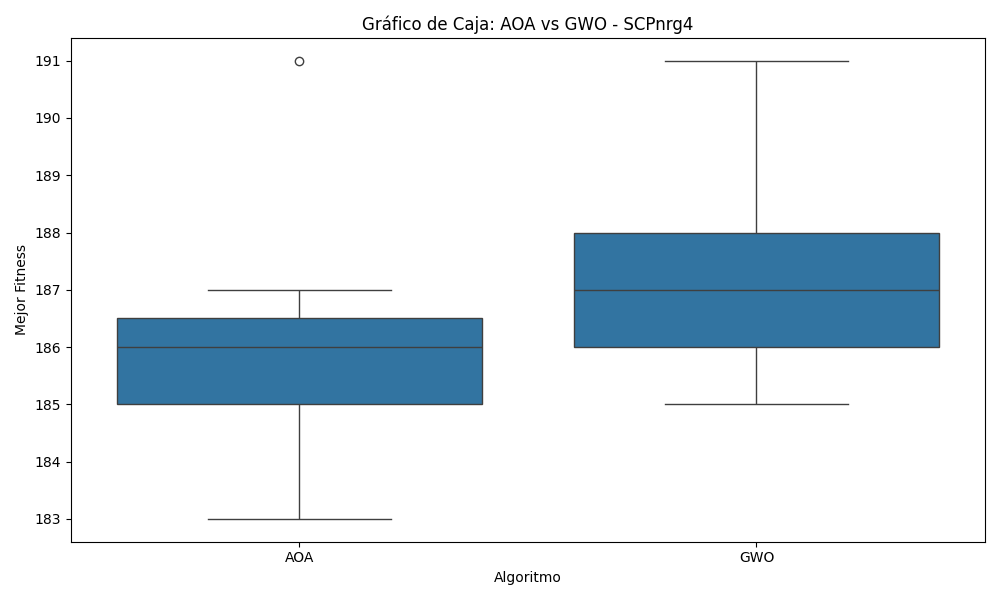 Gráfico de Caja: AOA vs GWO - SCPnrg4
Mejor Fitness
191
190
189
188
187
186
185
184
183
AOA
GWO
Algoritmo